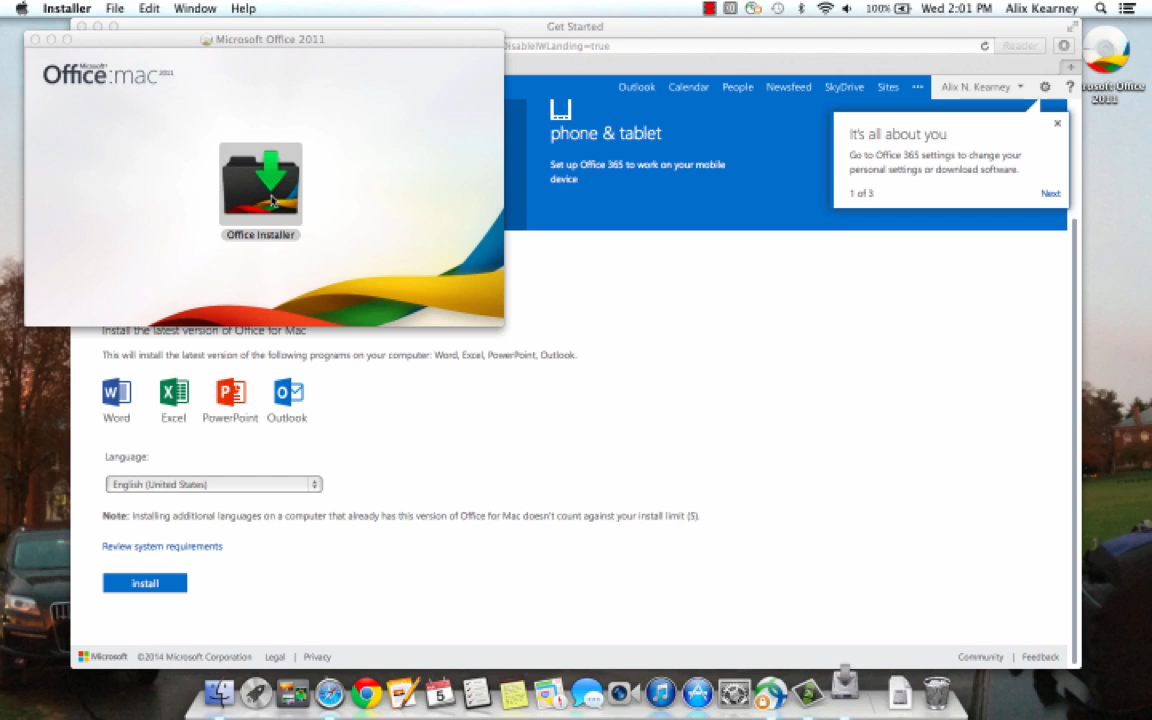 Installer File Edit Window Help
100% Wed 2:01 PM Alix Kearney
Get Started
Microsoft Office 2011
DisableWLanding=true
Reader
Microsoft
Office:mac 2011
Outlook Calendar People Newsfeed SkyDrive Sites ••• Alix N. Kearney ?
2011
phone & tablet
Set up Office 365 to work on your mobile
device
It's all about you
Go to Office 365 settings to change your
personal settings or download software.
1 of 3 Next
Office Installer
Install the latest version of Office for Mac
This will install the latest version of the following programs on your computer: Word, Excel, PowerPoint, Outlook.
Word Excel PowerPoint Outlook
Language:
English (United States)
Note: Installing additional languages on a computer that already has this version of Office for Mac doesn't count against your install limit (5).
Review system requirements
install
Microsoft ©2014 Microsoft Corporation Legal | Privacy
Community | Feedback
5